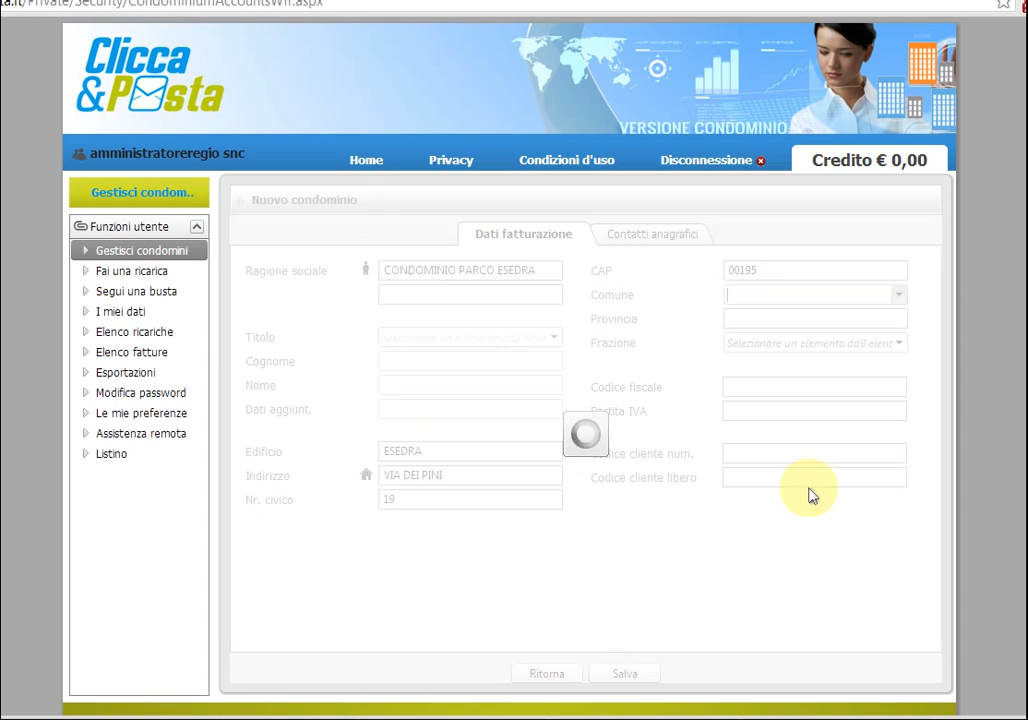 ta.it/Private/Security/CondominiumAccountsWfr.aspx
Clicca
&Posta
VERSIONE CONDOMINIO
amministratoreregio snc
Home
Privacy
Condizioni d'uso
Disconnessione
Credito € 0,00
Gestisci condom..
Funzioni utente
Gestisci condomini
Fai una ricarica
Segui una busta
I miei dati
Elenco ricariche
Elenco fatture
Esportazioni
Modifica password
Le mie preferenze
Assistenza remota
Listino
Nuovo condominio
Dati fatturazione
Contatti anagrafici
Ragione sociale
CONDOMINIO PARCO ESEDRA
Titolo
Cognome
Nome
Dati aggiunt.
Edificio
ESEDRA
Indirizzo
VIA DEI PINI
Nr. civico
19
CAP
00195
Comune
Provincia
Frazione
Selezionare un elemento dall'elenc
Codice fiscale
Partita IVA
Codice cliente num.
Codice cliente libero
Ritorna
Salva